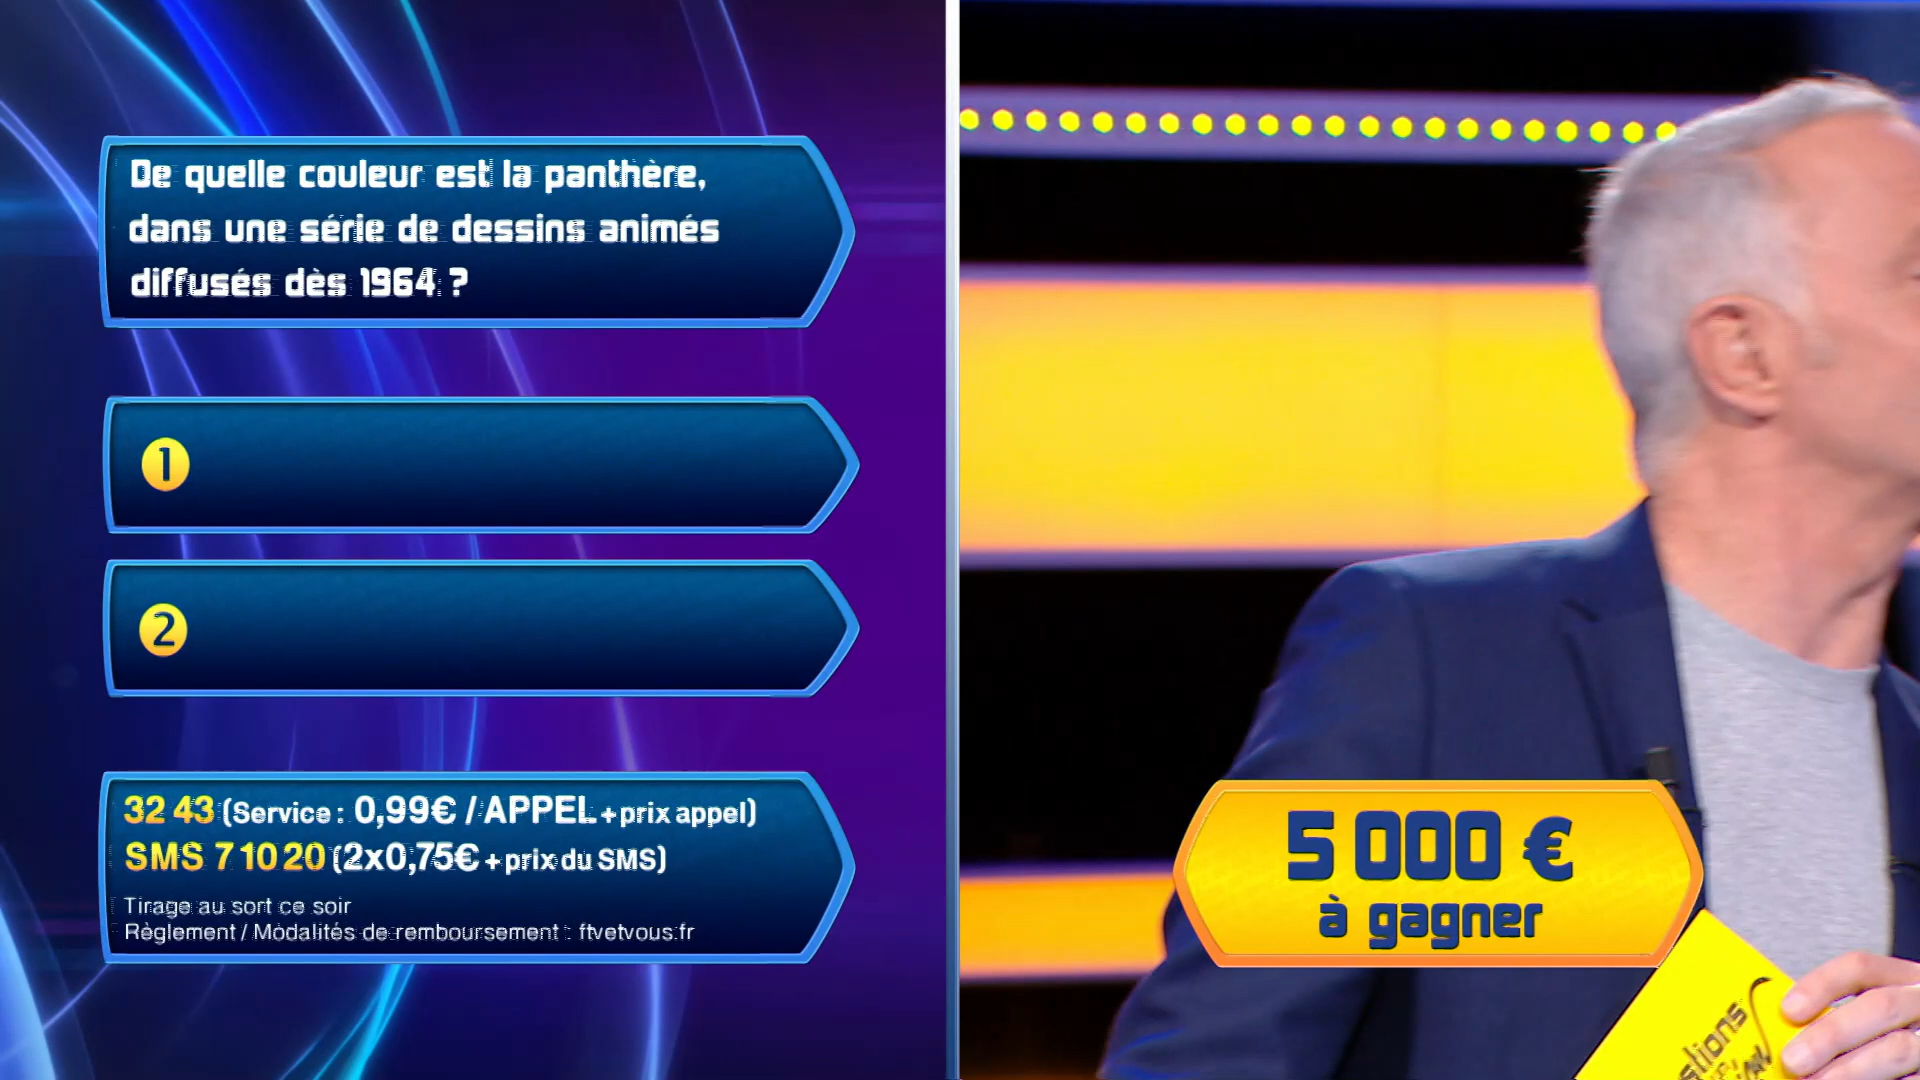 De quelle couleur est la panthère,
dans une série de dessins animés
diffusés dès 1964 ?
1
2
32 43 (Service : 0,99€ / APPEL + prix appel)
SMS 7 10 20 (2x0,75€ + prix du SMS)
Tirage au sort ce soir
Règlement / Modalités de remboursement : ftvetvous.fr
5 000 €
à gagner